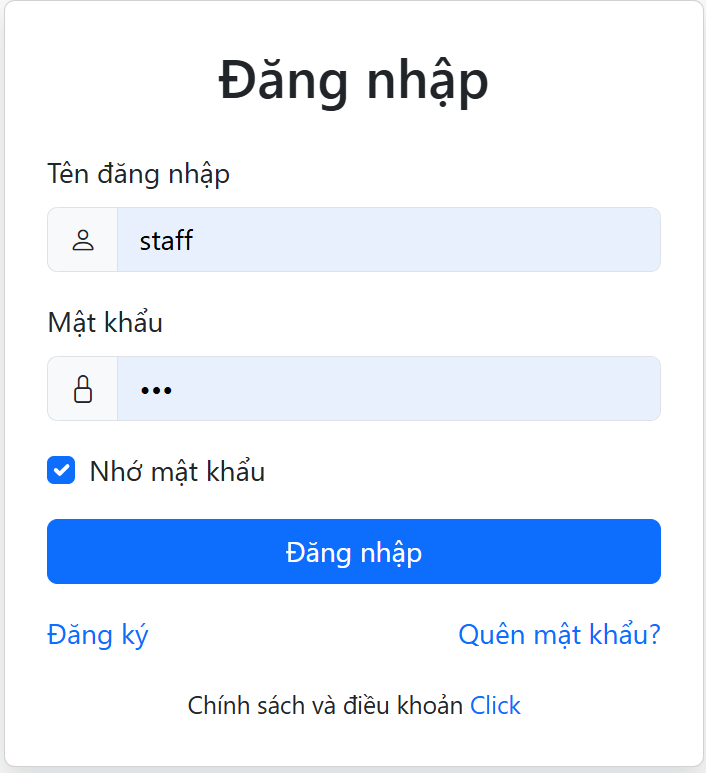 Đăng nhập
Tên đăng nhập
staff
Mật khẩu
•••
Nhớ mật khẩu
Đăng nhập
Đăng ký Quên mật khẩu?
Chính sách và điều khoản Click